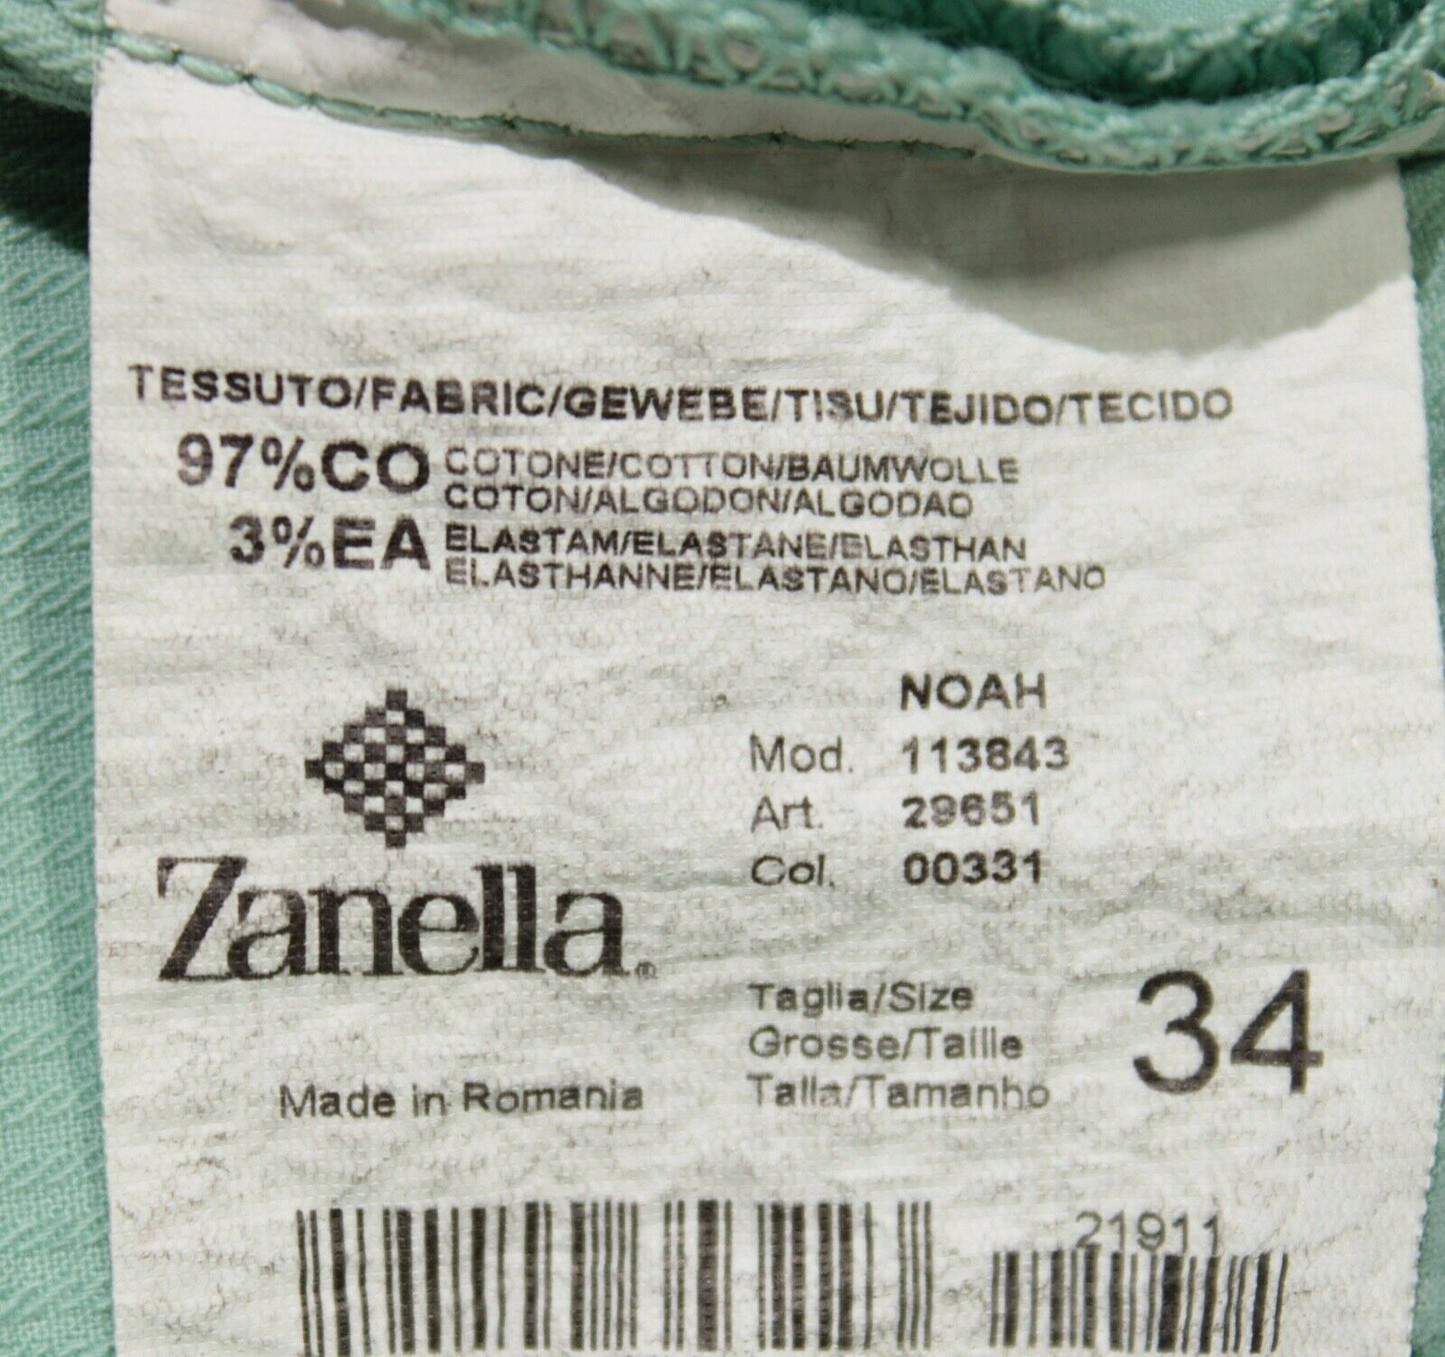 TESSUTO/FABRIC/GEWEBE/TISU/TEJIDO/TECIDO
97%CO COTONE/COTTON/BAUMWOLLE
COTON/ALGODON/ALGODAO
3%EA ELASTAM/ELASTANE/ELASTHAN
ELASTHANNE/ELASTANO/ELASTANO
NOAH
Mod. 113843
Art. 29651
Col. 00331
Zanella®
Taglia/Size
Grosse/Taille
Talla/Tamanho
34
Made in Romania
21911